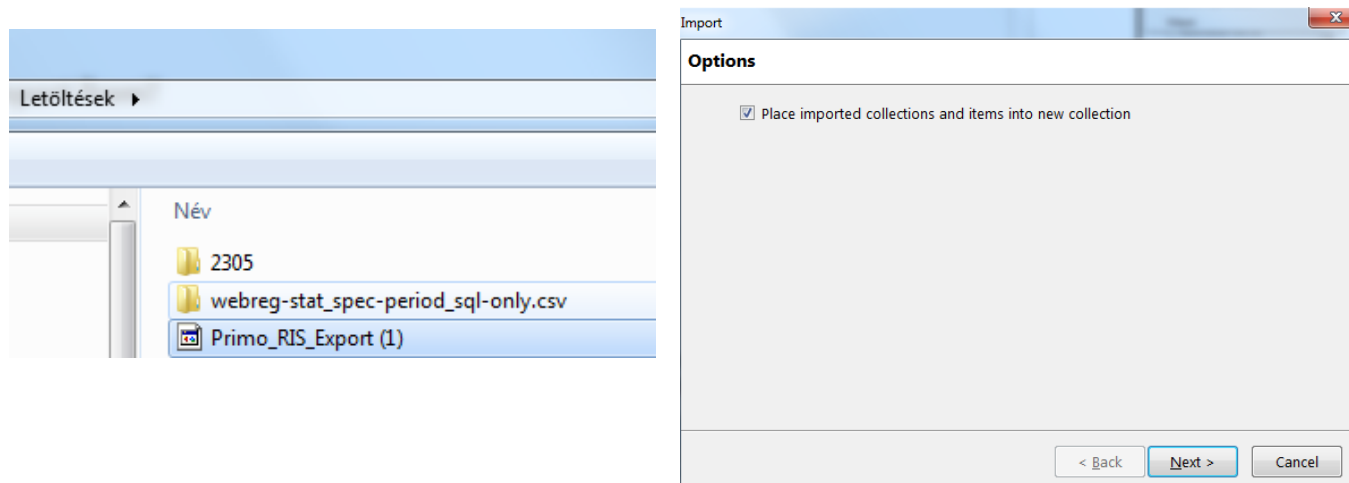 Letöltések
Név
2305
webreg-stat_spec-period_sql-only.csv
Primo_RIS_Export (1)
Import
Options
Place imported collections and items into new collection
< Back Next > Cancel